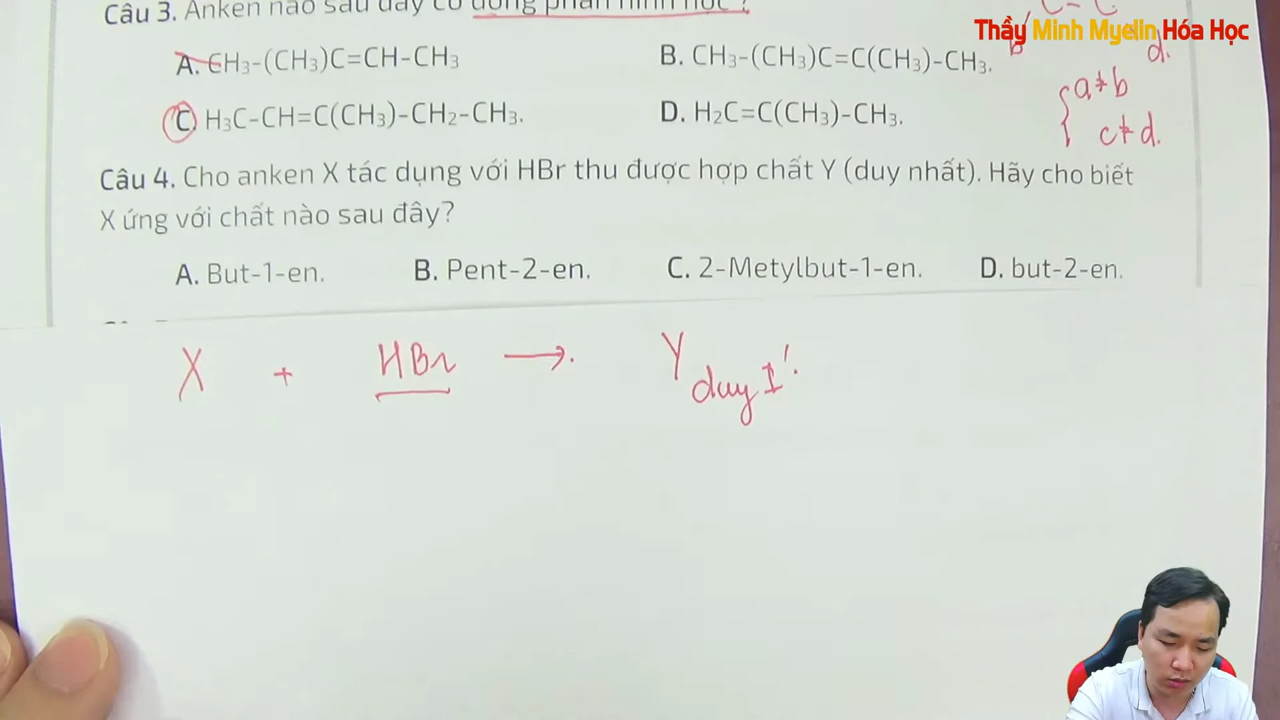 Câu 3. Anken nào sau đây có đồng phân hình học ?
Thầy Minh Myelin Hóa Học
A. CH3-(CH3)C=CH-CH3
B. CH3-(CH3)C=C(CH3)-CH3.
b
d.
C. H3C-CH=C(CH3)-CH2-CH3.
D. H2C=C(CH3)-CH3.
a≠b
c≠d.
Câu 4. Cho anken X tác dụng với HBr thu được hợp chất Y (duy nhất). Hãy cho biết
X ứng với chất nào sau đây?
A. But-1-en.
B. Pent-2-en.
C. 2-Metylbut-1-en.
D. but-2-en.
X + HBr → Y duy 1!